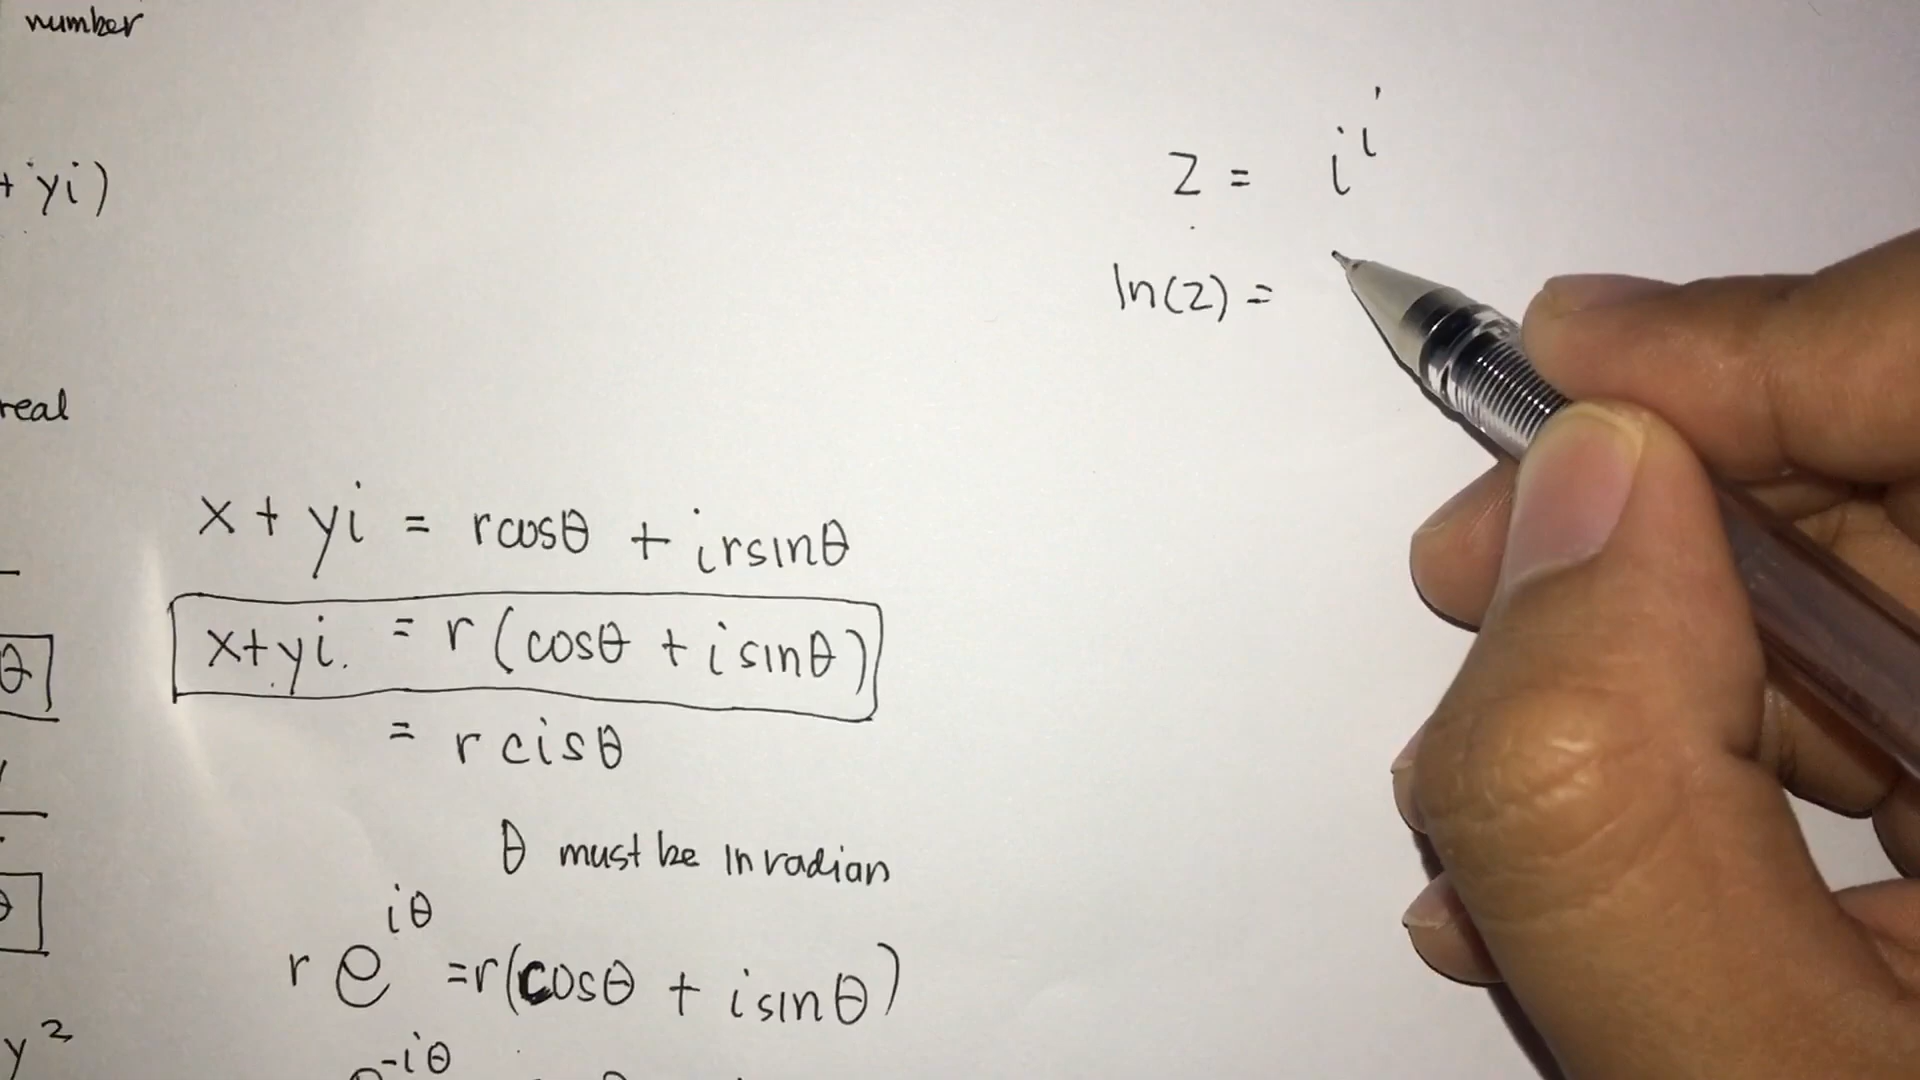 number
+ yi)
real
θ
y²
x + yi = rcosθ + irsinθ
x+yi = r(cosθ + isinθ)
= rcisθ
θ must be in radian
re^iθ = r(cosθ + isinθ)
-iθ
z = i^i
ln(z) =